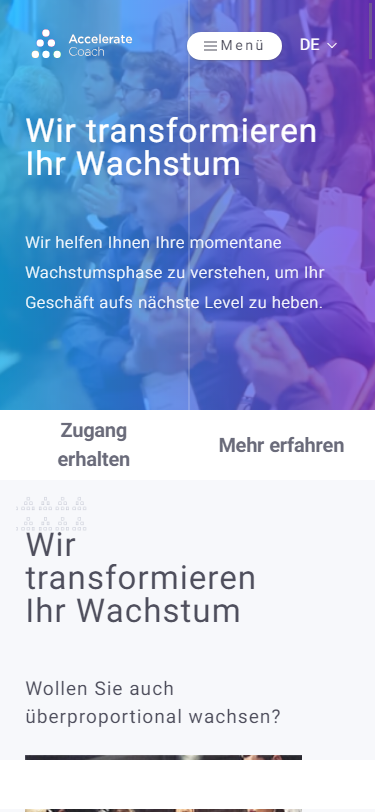 Accelerate
Coach
Menü
DE
Wir transformieren
Ihr Wachstum
Wir helfen Ihnen Ihre momentane
Wachstumsphase zu verstehen, um Ihr
Geschäft aufs nächste Level zu heben.
Zugang
erhalten
Mehr erfahren
Wir
transformieren
Ihr Wachstum
Wollen Sie auch
überproportional wachsen?